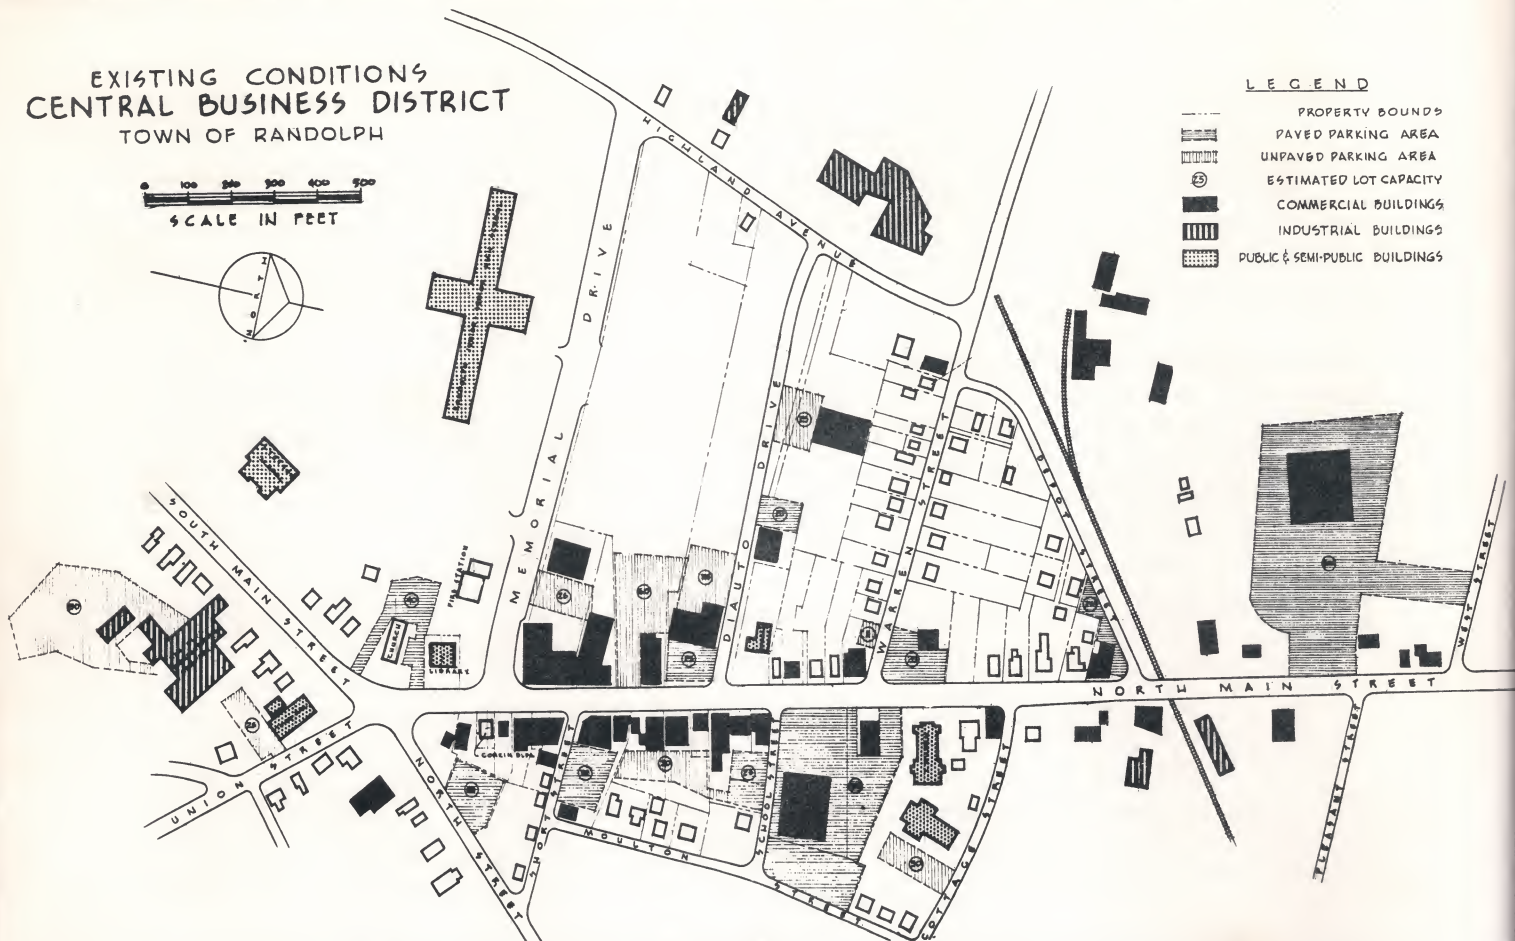 EXISTING CONDITIONS
CENTRAL BUSINESS DISTRICT
TOWN OF RANDOLPH
0 100 200 300 400 500
SCALE IN FEET
NORTH
LEGEND
PROPERTY BOUNDS
PAVED PARKING AREA
UNPAVED PARKING AREA
25 ESTIMATED LOT CAPACITY
COMMERCIAL BUILDINGS
INDUSTRIAL BUILDINGS
PUBLIC & SEMI-PUBLIC BUILDINGS
HIGHLAND AVENUE
MEMORIAL DRIVE
DIAUTO DRIVE
WARREN STREET
DEPOT STREET
SOUTH MAIN STREET
FIRE STATION
CHURCH
LIBRARY
NORTH MAIN STREET
WEST STREET
UNION STREET
NORTH STREET
CORCIN BLDG
SHORT STREET
MOULTON STREET
SCHOOL STREET
COTTAGE STREET
PLEASANT STREET